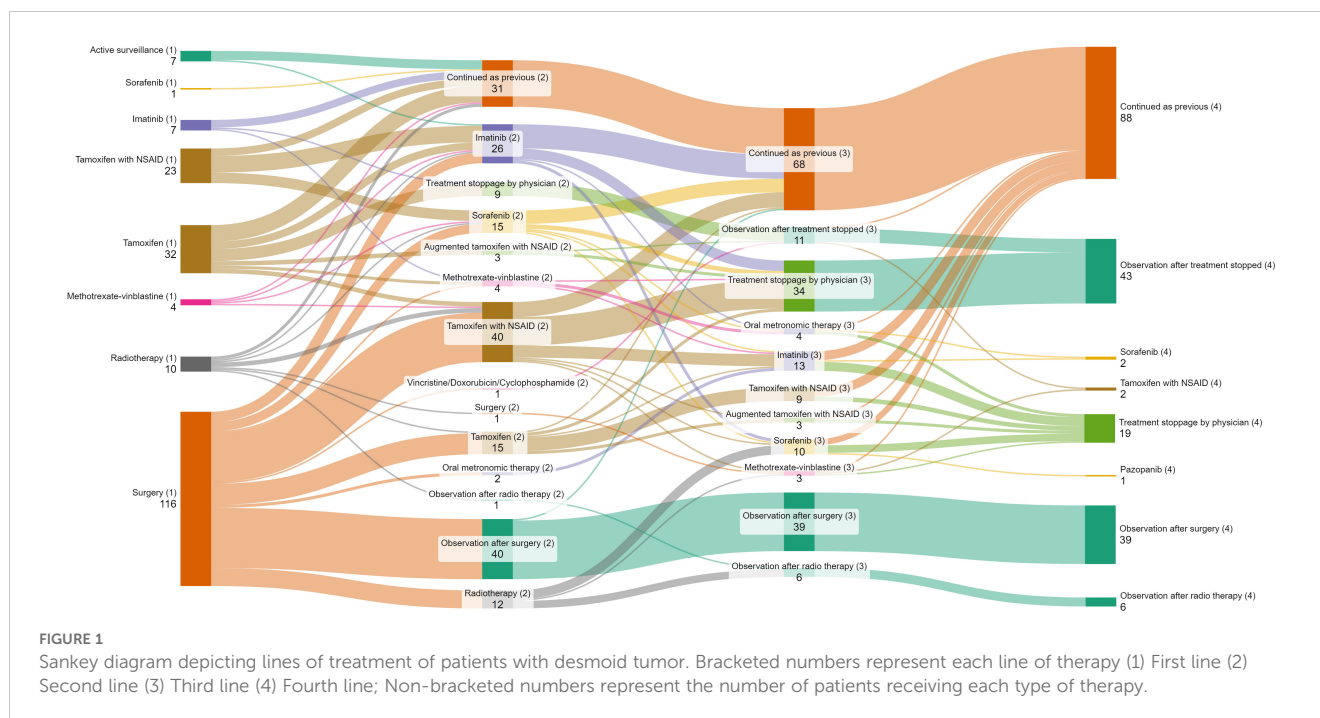 Active surveillance (1)
7
Sorafenib (1)
1
Imatinib (1)
7
Tamoxifen with NSAID (1)
23
Tamoxifen (1)
32
Methotrexate-vinblastine (1)
4
Radiotherapy (1)
10
Surgery (1)
116
Continued as previous (2)
31
Imatinib (2)
26
Treatment stoppage by physician (2)
9
Sorafenib (2)
15
Augmented tamoxifen with NSAID (2)
3
Methotrexate-vinblastine (2)
4
Tamoxifen with NSAID (2)
40
Vincristine/Doxorubicin/Cyclophosphamide (2)
1
Surgery (2)
1
Tamoxifen (2)
15
Oral metronomic therapy (2)
2
Observation after radio therapy (2)
1
Observation after surgery (2)
40
Radiotherapy (2)
12
Continued as previous (3)
68
Observation after treatment stopped (3)
11
Treatment stoppage by physician (3)
34
Oral metronomic therapy (3)
4
Imatinib (3)
13
Tamoxifen with NSAID (3)
9
Augmented tamoxifen with NSAID (3)
3
Sorafenib (3)
10
Methotrexate-vinblastine (3)
3
Observation after surgery (3)
39
Observation after radio therapy (3)
6
Continued as previous (4)
88
Observation after treatment stopped (4)
43
Sorafenib (4)
2
Tamoxifen with NSAID (4)
2
Treatment stoppage by physician (4)
19
Pazopanib (4)
1
Observation after surgery (4)
39
Observation after radio therapy (4)
6
FIGURE 1
Sankey diagram depicting lines of treatment of patients with desmoid tumor. Bracketed numbers represent each line of therapy (1) First line (2)
Second line (3) Third line (4) Fourth line; Non-bracketed numbers represent the number of patients receiving each type of therapy.